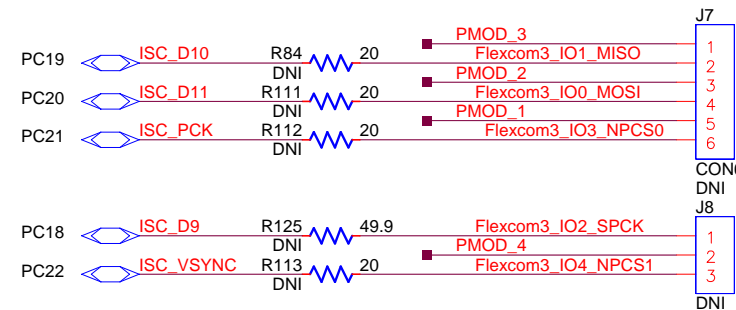 J7
PMOD_3
1
PC19 ISC_D10 R84 20 Flexcom3_IO1_MISO 2
DNI PMOD_2 3
PC20 ISC_D11 R111 20 Flexcom3_IO0_MOSI 4
DNI PMOD_1 5
PC21 ISC_PCK R112 20 Flexcom3_IO3_NPCS0 6
DNI
DNI
J8
PC18 ISC_D9 R125 49.9 Flexcom3_IO2_SPCK 1
DNI PMOD_4 2
PC22 ISC_VSYNC R113 20 Flexcom3_IO4_NPCS1 3
DNI
DNI